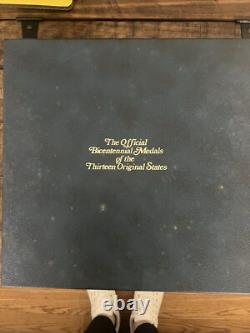 The Official
Bicentennial Medals
of the
Thirteen Original States